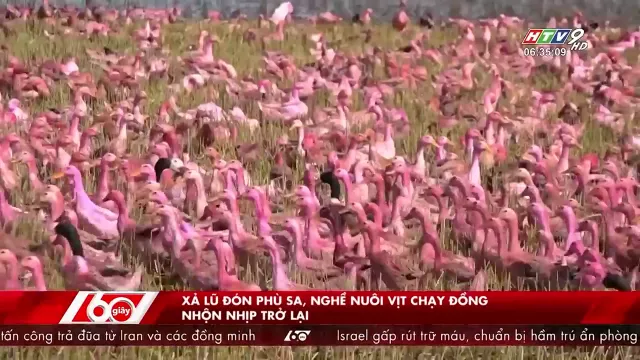 HTV9
HD
06:35:09
60
giây
XẢ LŨ ĐÓN PHÙ SA, NGHỀ NUÔI VỊT CHẠY ĐỒNG
NHỘN NHỊP TRỞ LẠI
tấn công trả đũa từ Iran và các đồng minh 60 Israel gấp rút trữ máu, chuẩn bị hầm trú ẩn phòng